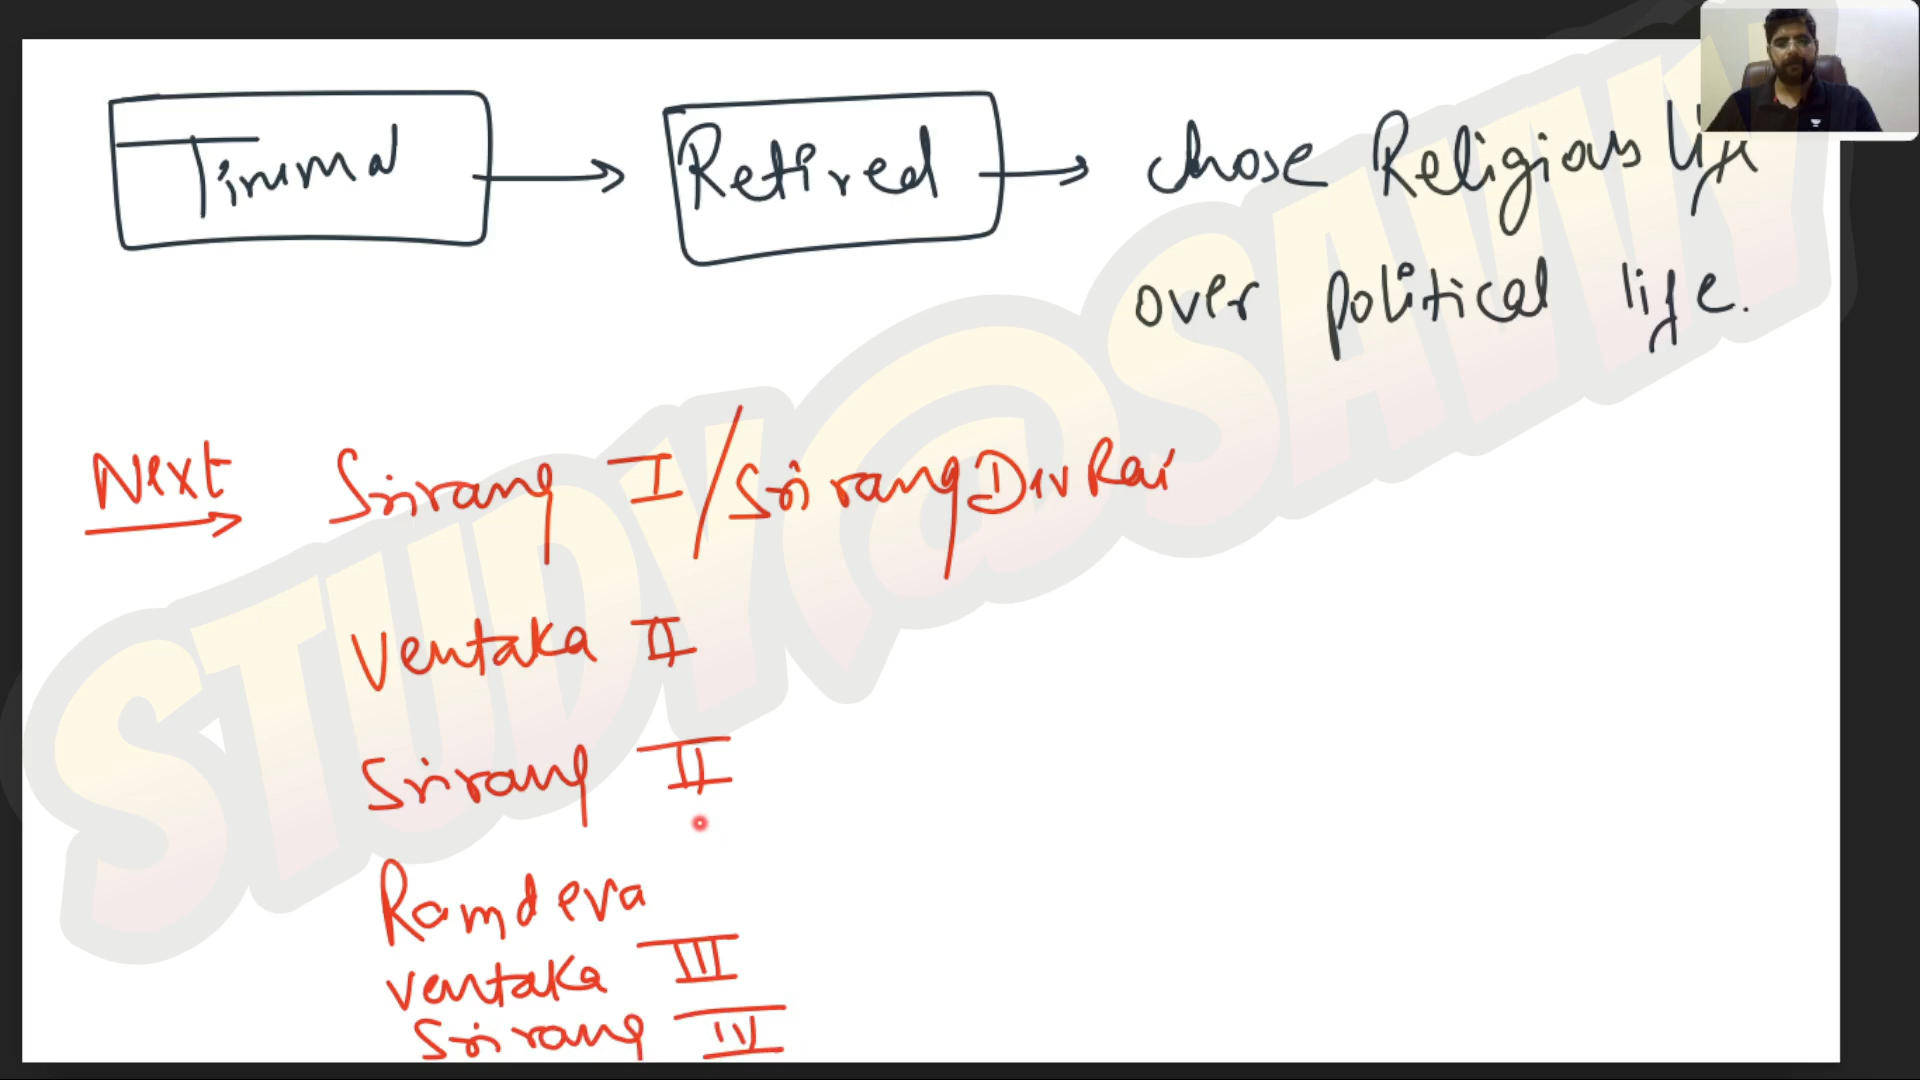 Tirumal → Retired → chose Religious life
over political life.
Next Srirang I / Srirang Dev Rai
Ventaka II
Srirang II
Ramdeva
Ventaka III
Srirang III
STUDY@SAVVY